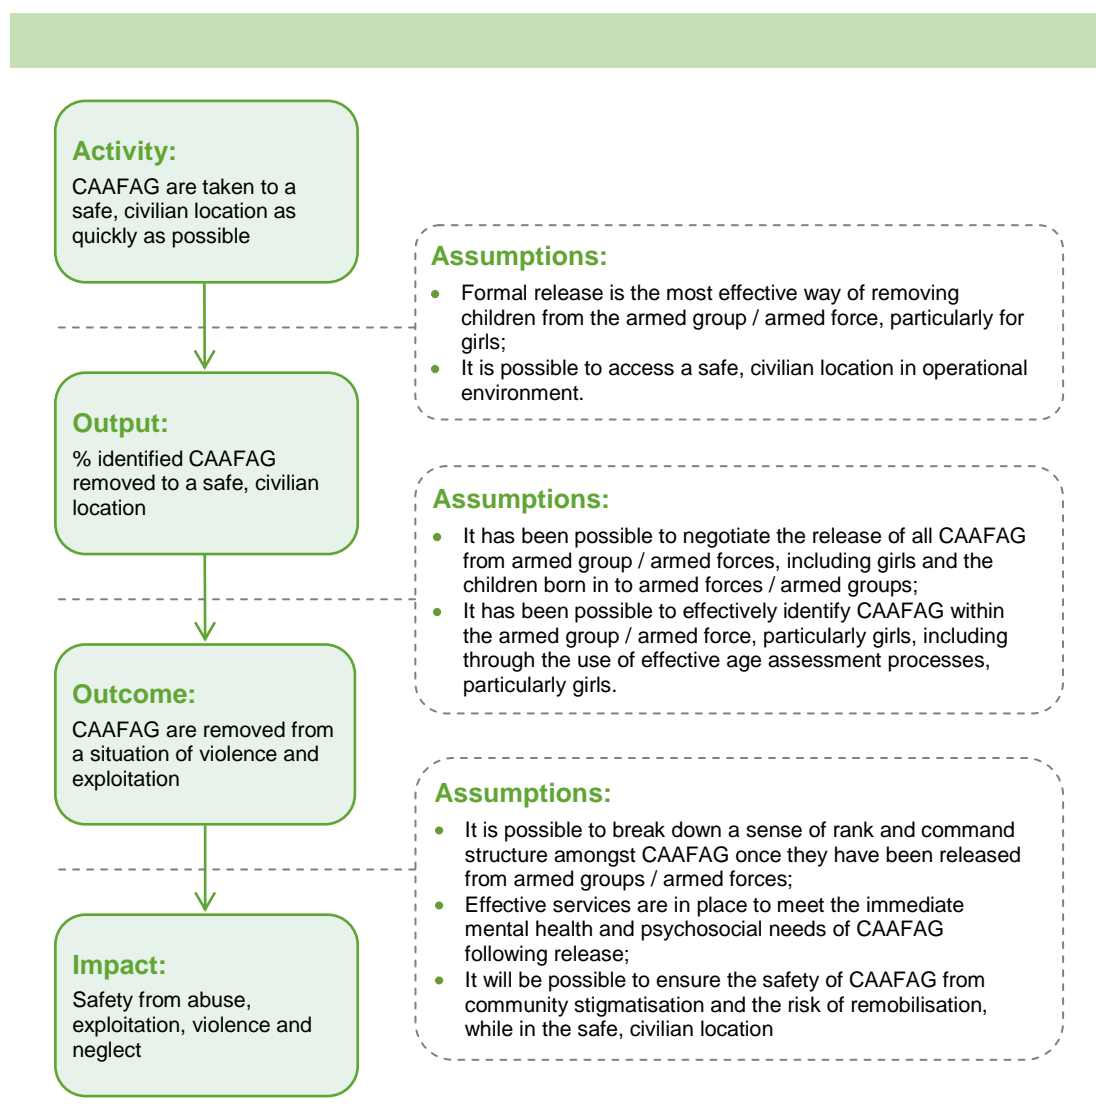 Activity:
CAAFAG are taken to a
safe, civilian location as
quickly as possible
Assumptions:
• Formal release is the most effective way of removing
children from the armed group / armed force, particularly for
girls;
• It is possible to access a safe, civilian location in operational
environment.
Output:
% identified CAAFAG
removed to a safe, civilian
location
Assumptions:
• It has been possible to negotiate the release of all CAAFAG
from armed group / armed forces, including girls and the
children born in to armed forces / armed groups;
• It has been possible to effectively identify CAAFAG within
the armed group / armed force, particularly girls, including
through the use of effective age assessment processes,
particularly girls.
Outcome:
CAAFAG are removed from
a situation of violence and
exploitation
Assumptions:
• It is possible to break down a sense of rank and command
structure amongst CAAFAG once they have been released
from armed groups / armed forces;
• Effective services are in place to meet the immediate
mental health and psychosocial needs of CAAFAG
following release;
• It will be possible to ensure the safety of CAAFAG from
community stigmatisation and the risk of remobilisation,
while in the safe, civilian location
Impact:
Safety from abuse,
exploitation, violence and
neglect